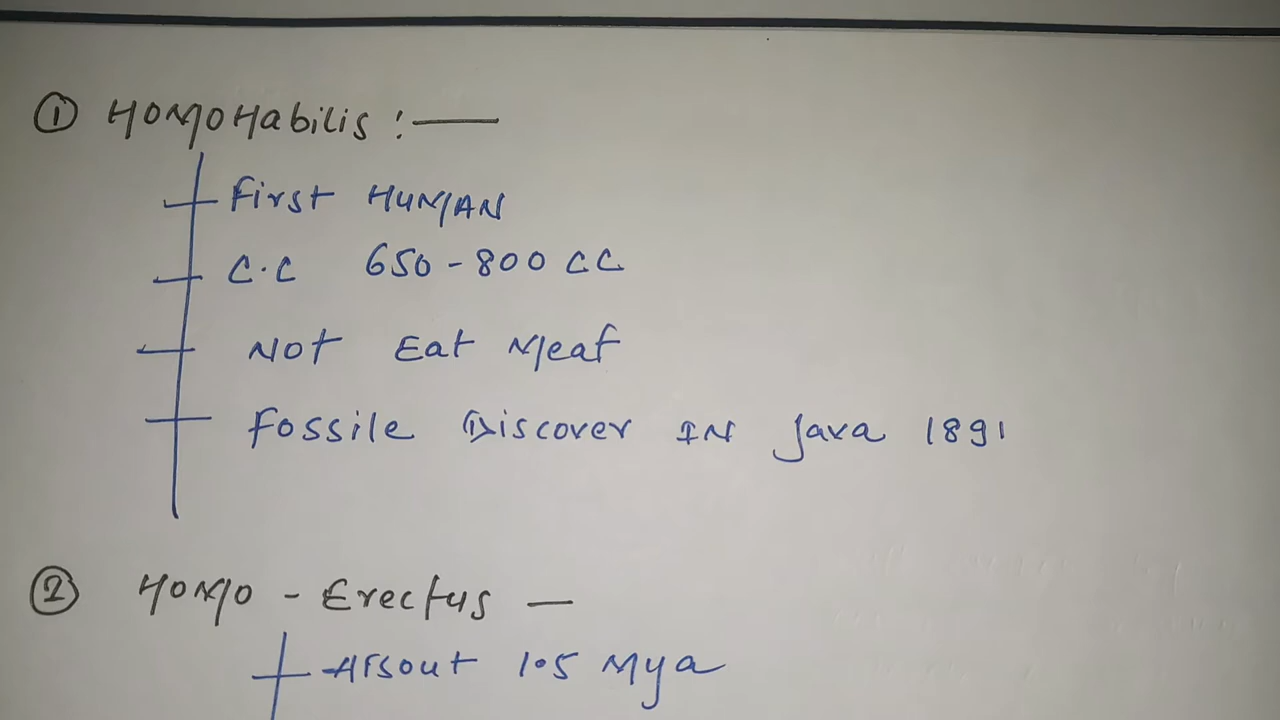 ① HomoHabilis :—
First HUMAN
C.C 650-800 CC
Not Eat Meat
Fossile Discover IN Java 1891
② Homo - Erectus —
About 1.5 Mya